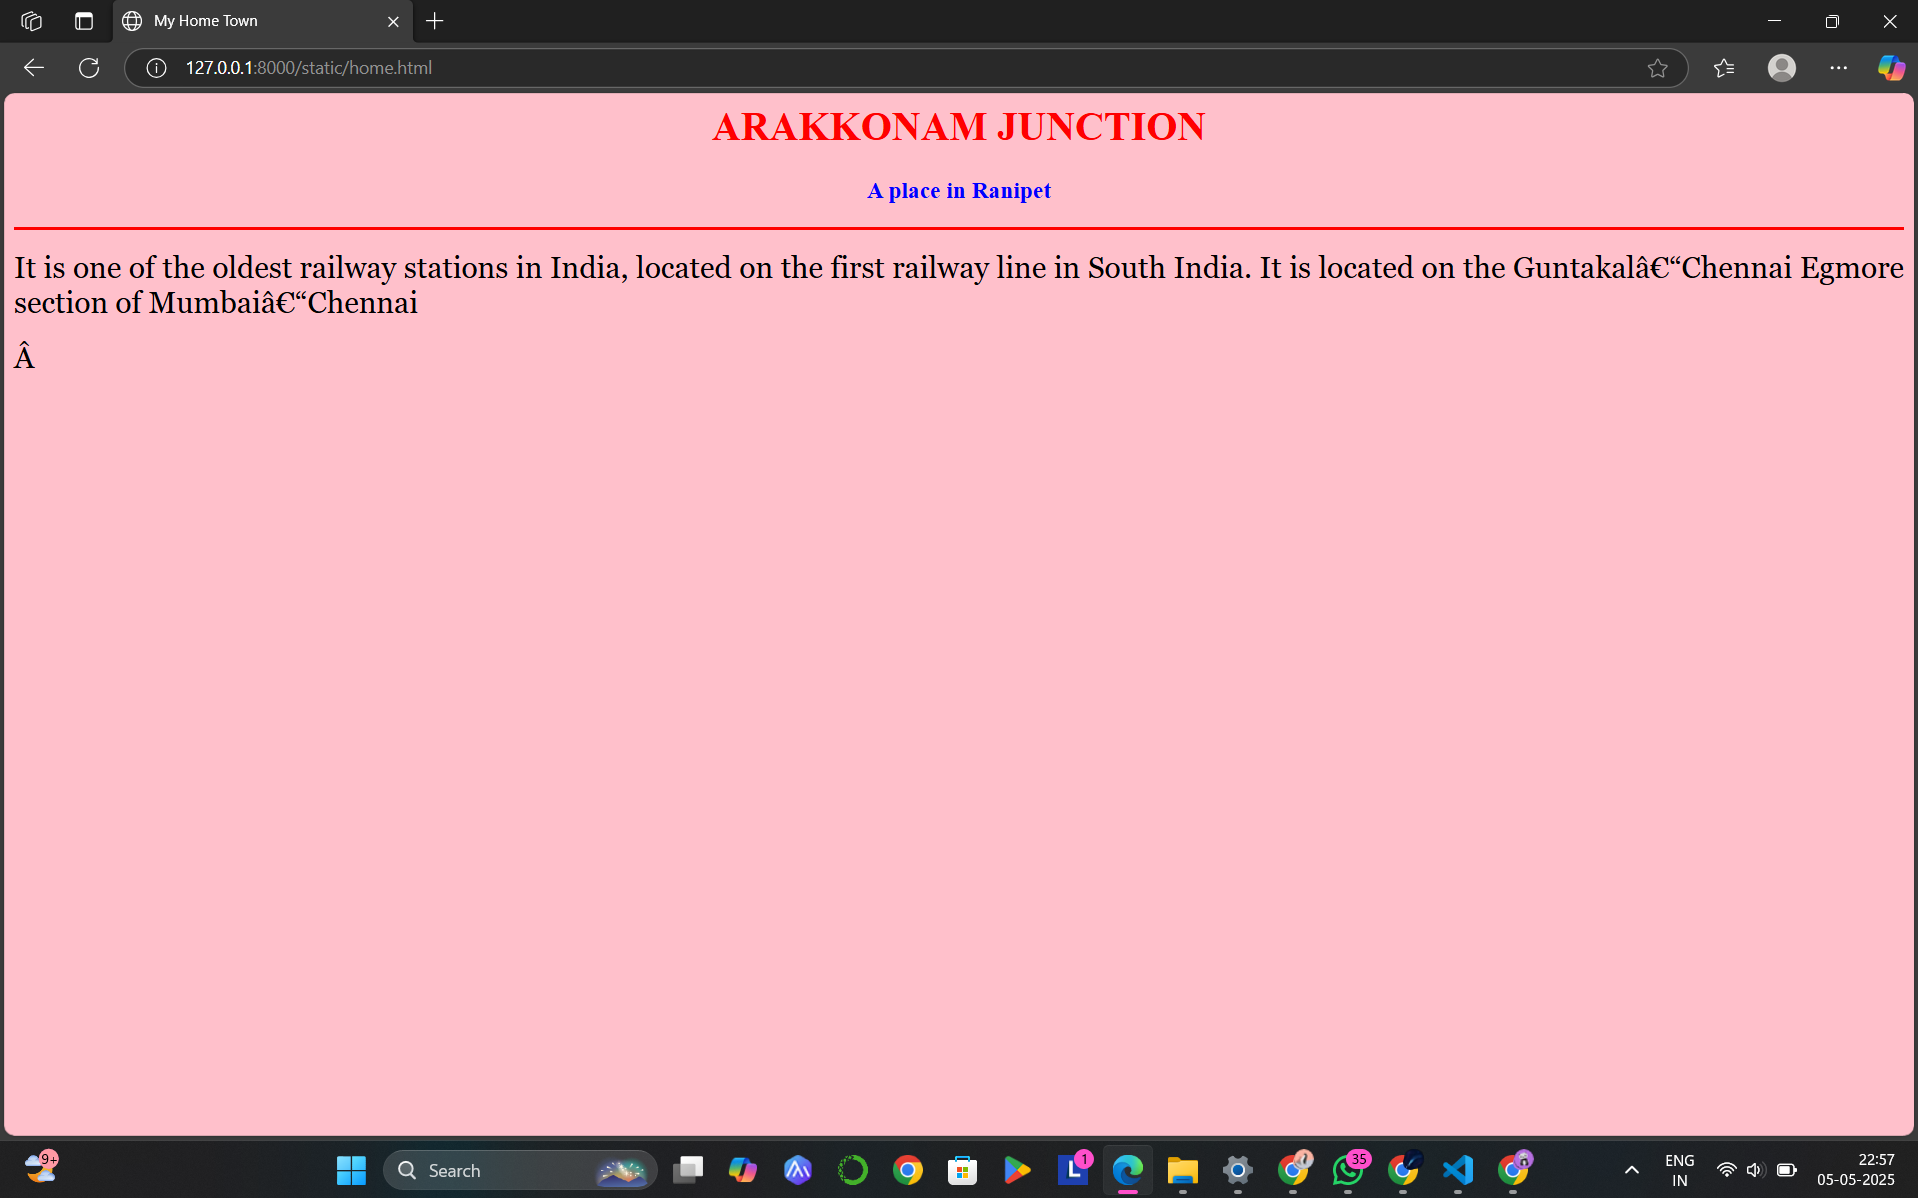 My Home Town
127.0.0.1:8000/static/home.html
ARAKKONAM JUNCTION
A place in Ranipet
It is one of the oldest railway stations in India, located on the first railway line in South India. It is located on the Guntakalâ€“Chennai Egmore
section of Mumbaiâ€“Chennai
Â
9+
Search
L
1
35
ENG
IN
22:57
05-05-2025